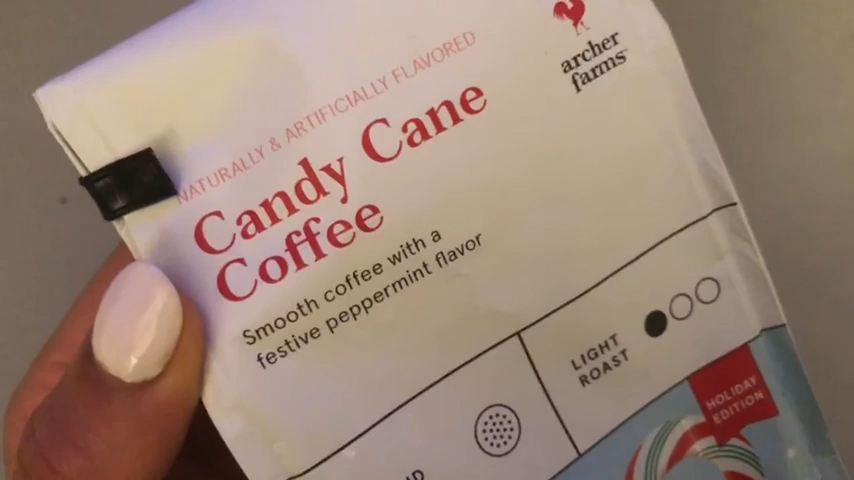 archer
farms
NATURALLY & ARTIFICIALLY FLAVORED
Candy Cane
Coffee
Smooth coffee with a
festive peppermint flavor
LIGHT
ROAST
HOLIDAY
EDITION